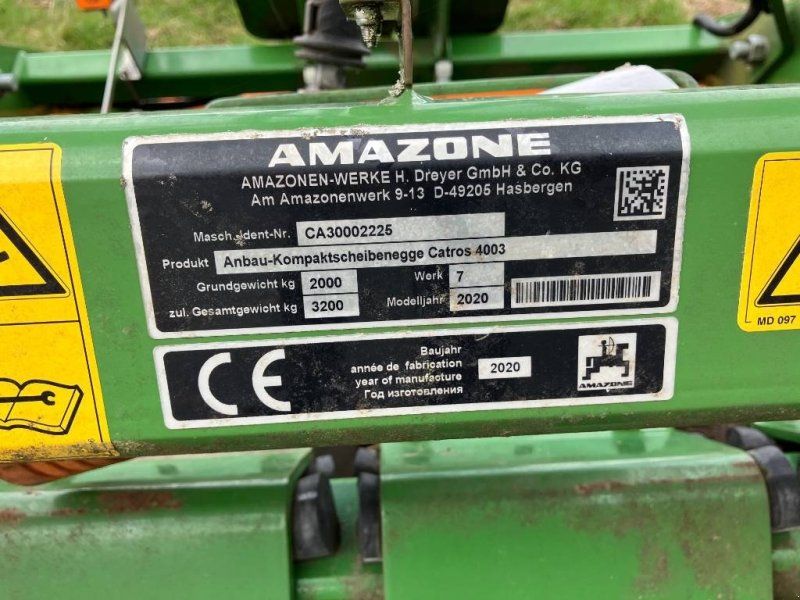 AMAZONE
AMAZONEN-WERKE H. Dreyer GmbH & Co. KG
Am Amazonenwerk 9-13 D-49205 Hasbergen
Masch.-Ident-Nr. CA30002225
Produkt Anbau-Kompaktscheibenegge Catros 4003
Grundgewicht kg 2000 Werk 7
zul. Gesamtgewicht kg 3200 Modelljahr 2020
CE
Baujahr
année de fabrication
year of manufacture
Год изготовления
2020
AMAZONE
MD 097